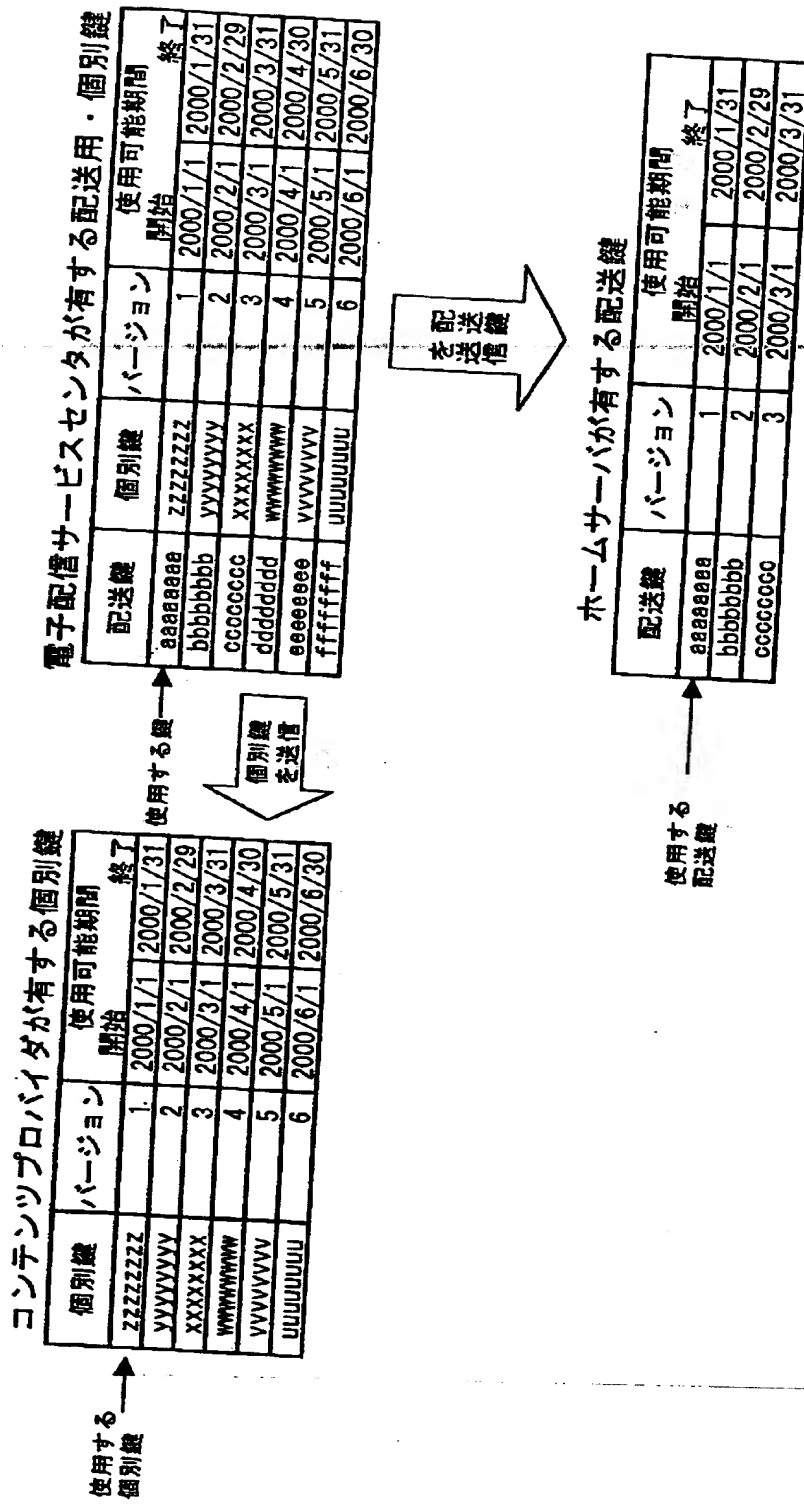 コンテンツプロバイダが有する個別鍵
個別鍵 バージョン 使用可能期間
開始 終了
zzzzzzzz 1 2000/1/1 2000/1/31
yyyyyyyy 2 2000/2/1 2000/2/29
xxxxxxxx 3 2000/3/1 2000/3/31
wwwwwwww 4 2000/4/1 2000/4/30
vvvvvvvv 5 2000/5/1 2000/5/31
uuuuuuuu 6 2000/6/1 2000/6/30
使用する
個別鍵
個別鍵
を送信
電子配信サービスセンタが有する配送用・個別鍵
配送鍵 個別鍵 バージョン 使用可能期間
開始 終了
aaaaaaaa zzzzzzzz 1 2000/1/1 2000/1/31
bbbbbbbb yyyyyyyy 2 2000/2/1 2000/2/29
cccccccc xxxxxxxx 3 2000/3/1 2000/3/31
dddddddd wwwwwwww 4 2000/4/1 2000/4/30
eeeeeeee vvvvvvvv 5 2000/5/1 2000/5/31
ffffffff uuuuuuuu 6 2000/6/1 2000/6/30
使用する鍵
配送鍵
を送信
ホームサーバが有する配送鍵
配送鍵 バージョン 使用可能期間
開始 終了
aaaaaaaa 1 2000/1/1 2000/1/31
bbbbbbbb 2 2000/2/1 2000/2/29
cccccccc 3 2000/3/1 2000/3/31
使用する
配送鍵